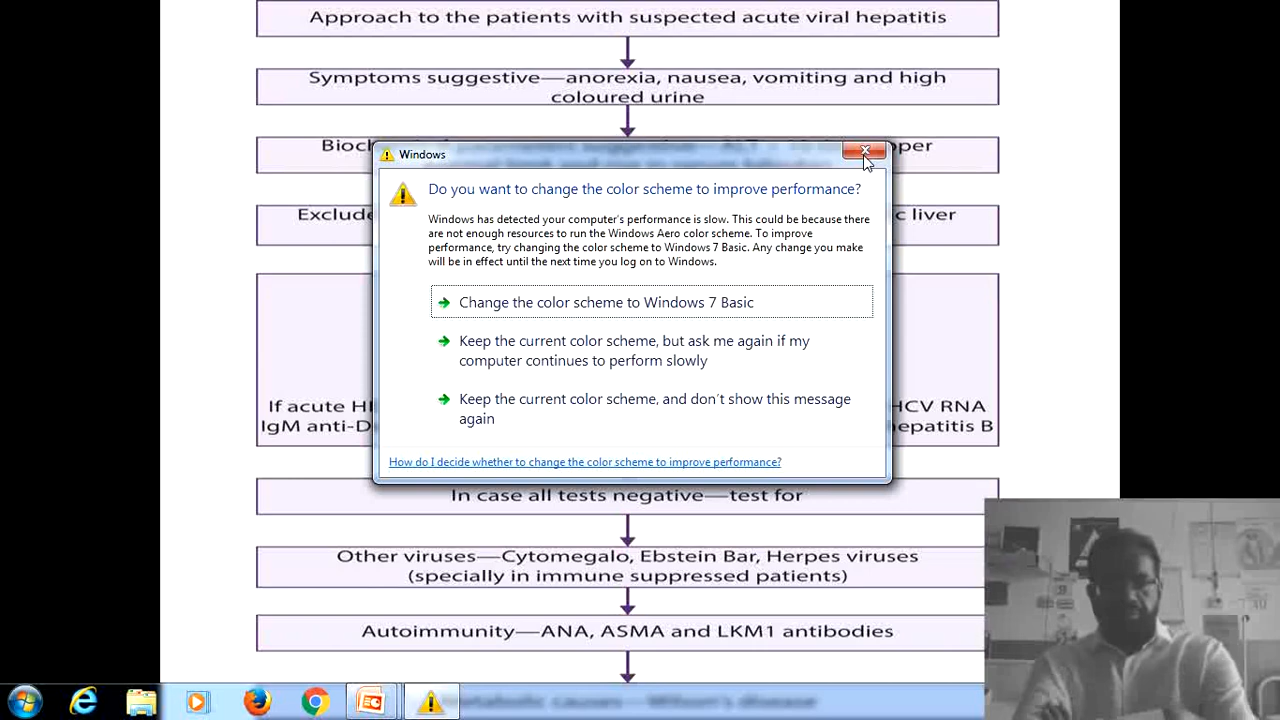 Approach to the patients with suspected acute viral hepatitis
Symptoms suggestive—anorexia, nausea, vomiting and high
coloured urine
Windows
Do you want to change the color scheme to improve performance?
Windows has detected your computer's performance is slow. This could be because there
are not enough resources to run the Windows Aero color scheme. To improve
performance, try changing the color scheme to Windows 7 Basic. Any change you make
will be in effect until the next time you log on to Windows.
Change the color scheme to Windows 7 Basic
Keep the current color scheme, but ask me again if my
computer continues to perform slowly
Keep the current color scheme, and don't show this message
again
How do I decide whether to change the color scheme to improve performance?
liver
If acute
HCV RNA
IgM
hepatitis B
In case all tests negative—test for
Other viruses—Cytomegalo, Ebstein Bar, Herpes viruses
(specially in immune suppressed patients)
Autoimmunity—ANA, ASMA and LKM1 antibodies
Metabolic causes—Wilson's disease